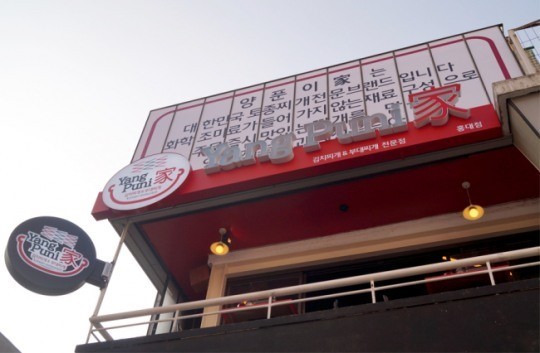 양푼이家는
대한민국 토종찌개전문브랜드입니다
화학조미료가 들어가지 않는 재료 구성으로
Yang Puni 家
김치찌개 & 부대찌개 전문점
홍대점
Yang
Puni 家
Yang
Puni 家